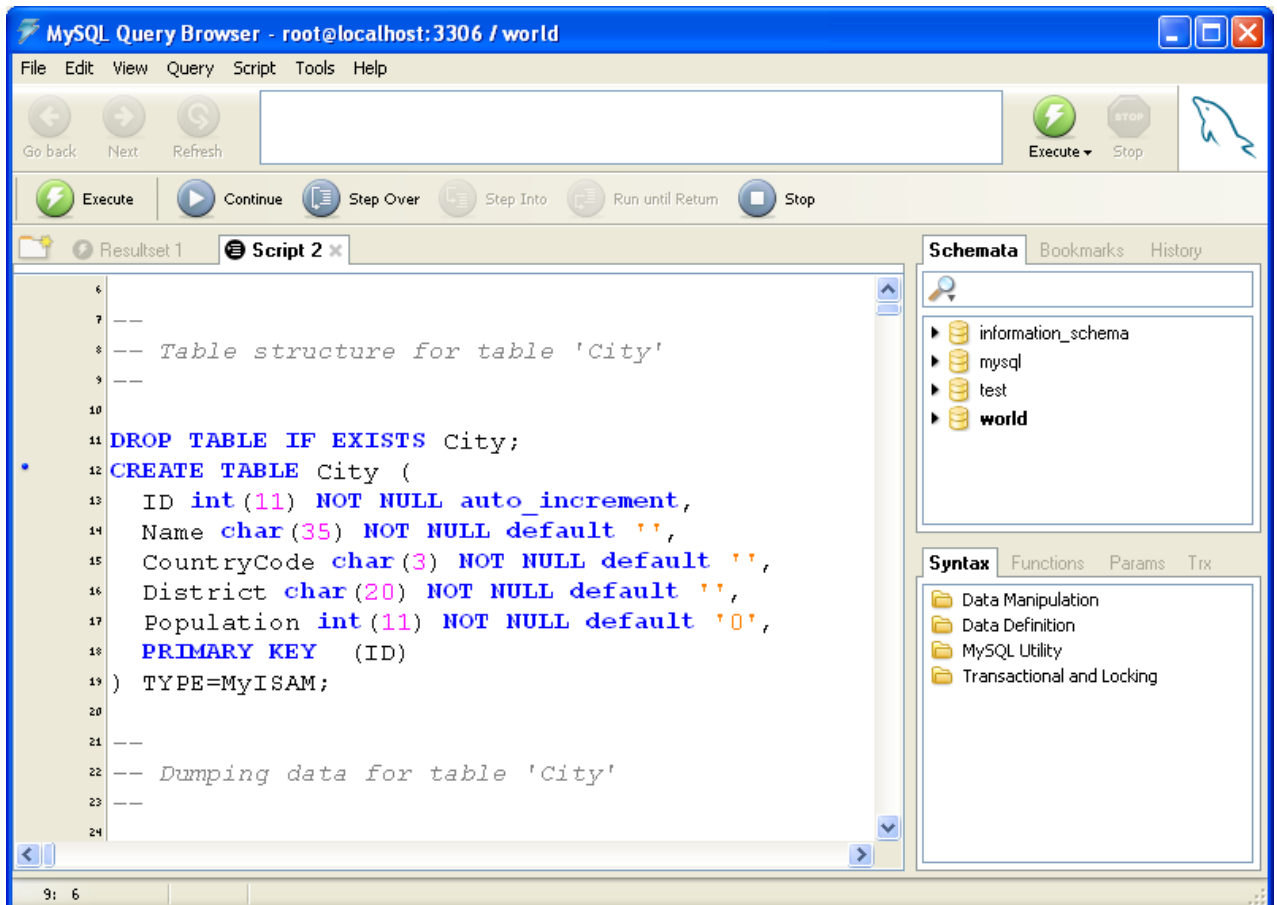 MySQL Query Browser - root@localhost:3306 / world
File Edit View Query Script Tools Help
Go back Next Refresh Execute STOP Stop
Execute Continue Step Over Step Into Run until Return Stop
Resultset 1 Script 2
6
7 --
8 -- Table structure for table 'City'
9 --
10
11 DROP TABLE IF EXISTS City;
12 CREATE TABLE City (
13 ID int(11) NOT NULL auto_increment,
14 Name char(35) NOT NULL default '',
15 CountryCode char(3) NOT NULL default '',
16 District char(20) NOT NULL default '',
17 Population int(11) NOT NULL default '0',
18 PRIMARY KEY (ID)
19 ) TYPE=MyISAM;
20
21 --
22 -- Dumping data for table 'City'
23 --
24
Schemata Bookmarks History
information_schema
mysql
test
world
Syntax Functions Params Trx
Data Manipulation
Data Definition
MySQL Utility
Transactional and Locking
9: 6